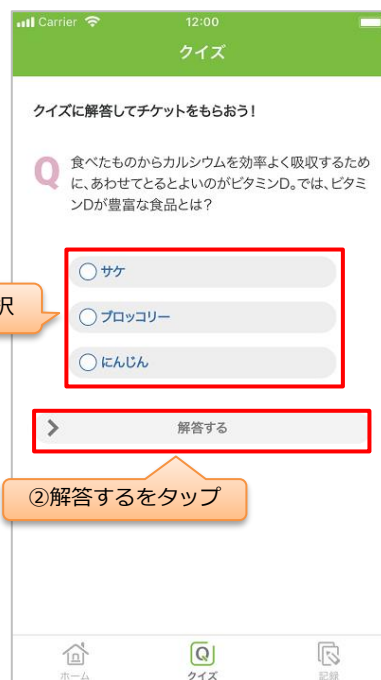 Carrier 12:00
クイズ
クイズに解答してチケットをもらおう！
Q 食べたものからカルシウムを効率よく吸収するため
に、あわせてとるとよいのがビタミンD。では、ビタミ
ンDが豊富な食品とは？
サケ
択
ブロッコリー
にんじん
解答する
②解答するをタップ
ホーム クイズ 記録